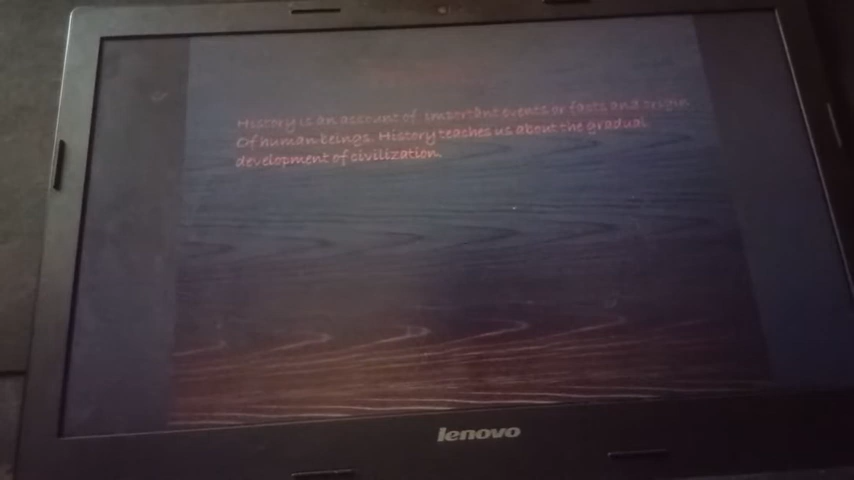 History is an account of important events or facts and origin
Of human beings. History teaches us about the gradual
development of civilization.
lenovo